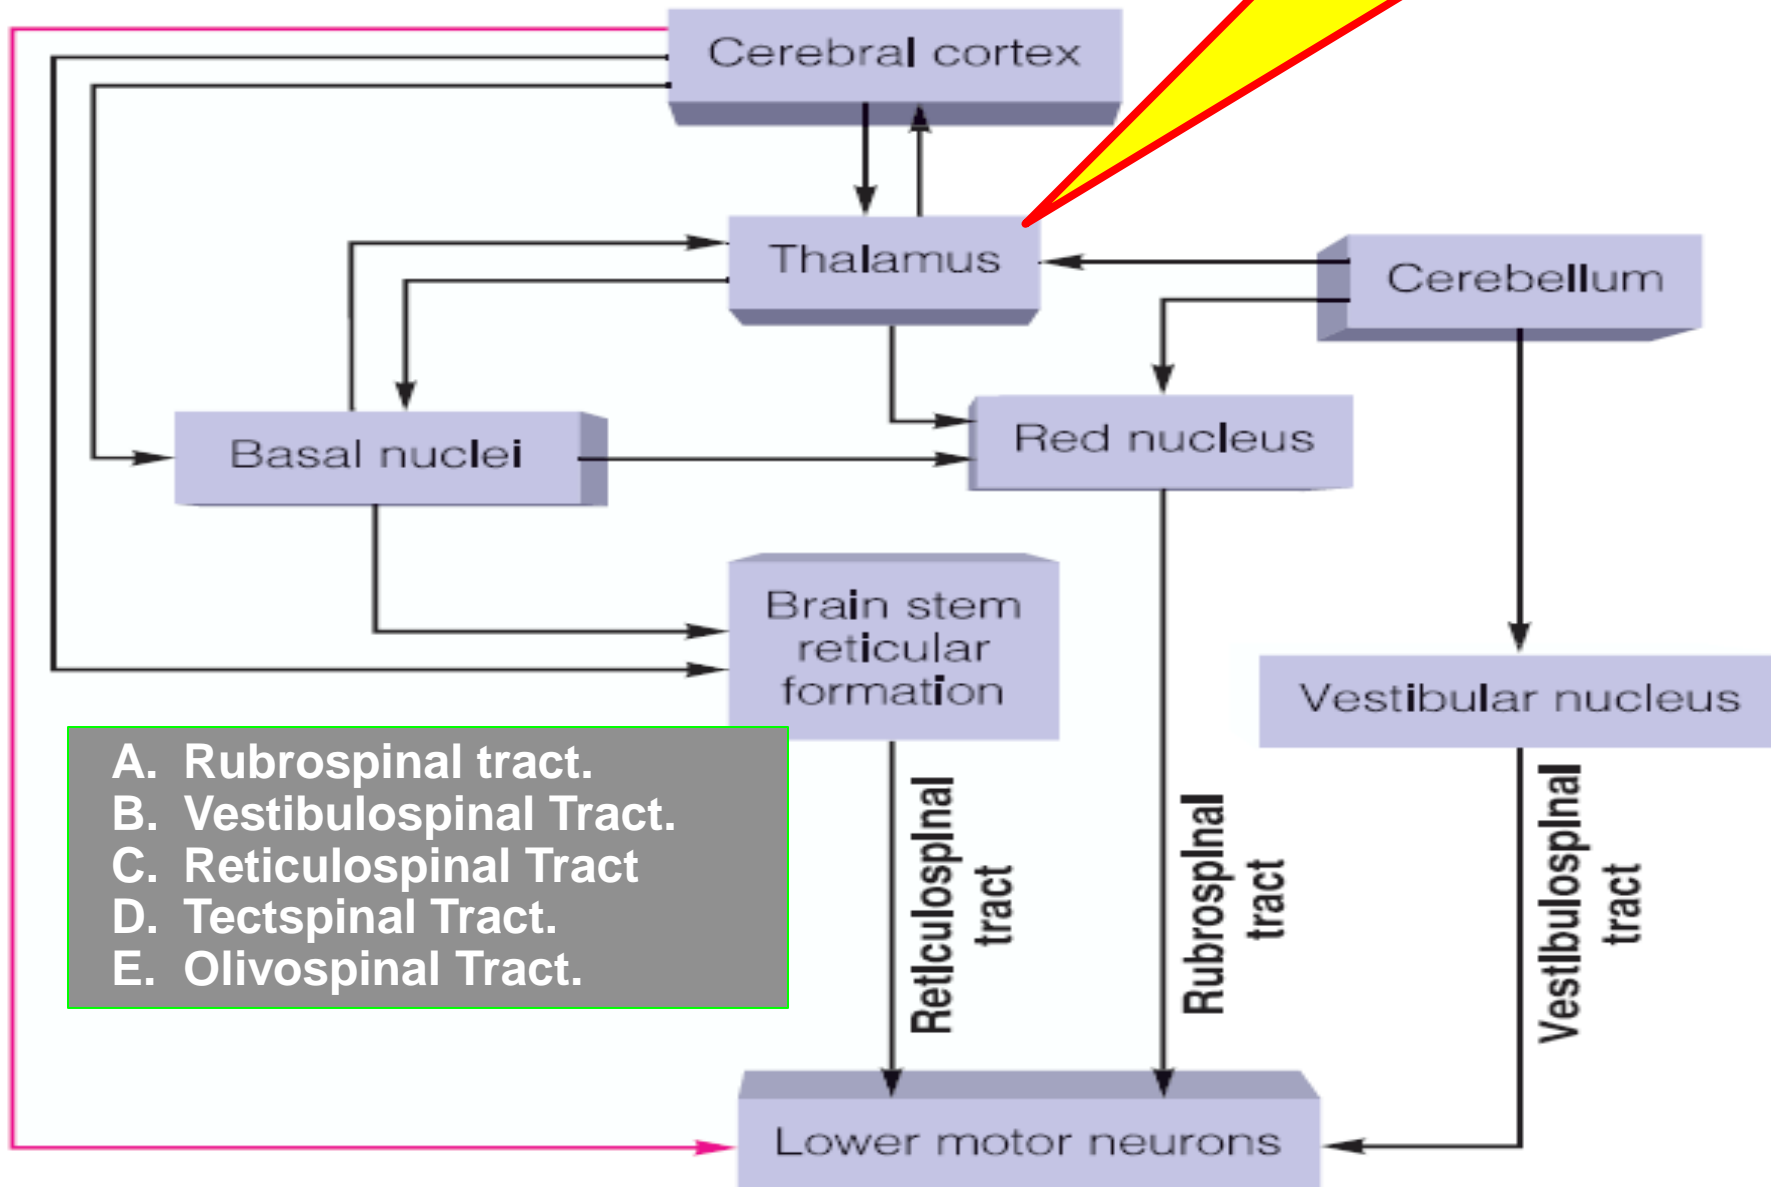 Cerebral cortex
Thalamus
Cerebellum
Basal nuclei
Red nucleus
Brain stem
reticular
formation
Vestibular nucleus
A. Rubrospinal tract.
B. Vestibulospinal Tract.
C. Reticulospinal Tract
D. Tectspinal Tract.
E. Olivospinal Tract.
Reticulospinal
tract
Rubrospinal
tract
Vestibulospinal
tract
Lower motor neurons